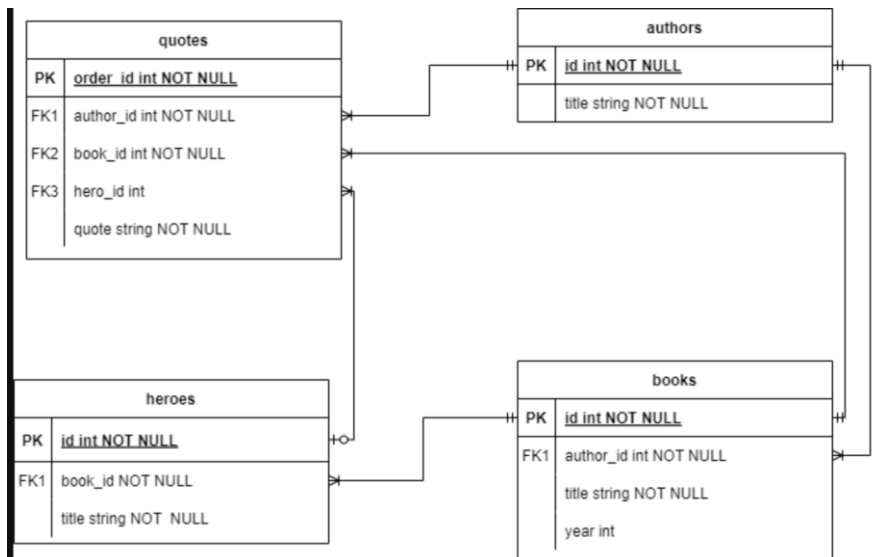 quotes
PK order_id int NOT NULL
FK1 author_id int NOT NULL
FK2 book_id int NOT NULL
FK3 hero_id int
quote string NOT NULL
authors
PK id int NOT NULL
title string NOT NULL
heroes
PK id int NOT NULL
FK1 book_id NOT NULL
title string NOT NULL
books
PK id int NOT NULL
FK1 author_id int NOT NULL
title string NOT NULL
year int